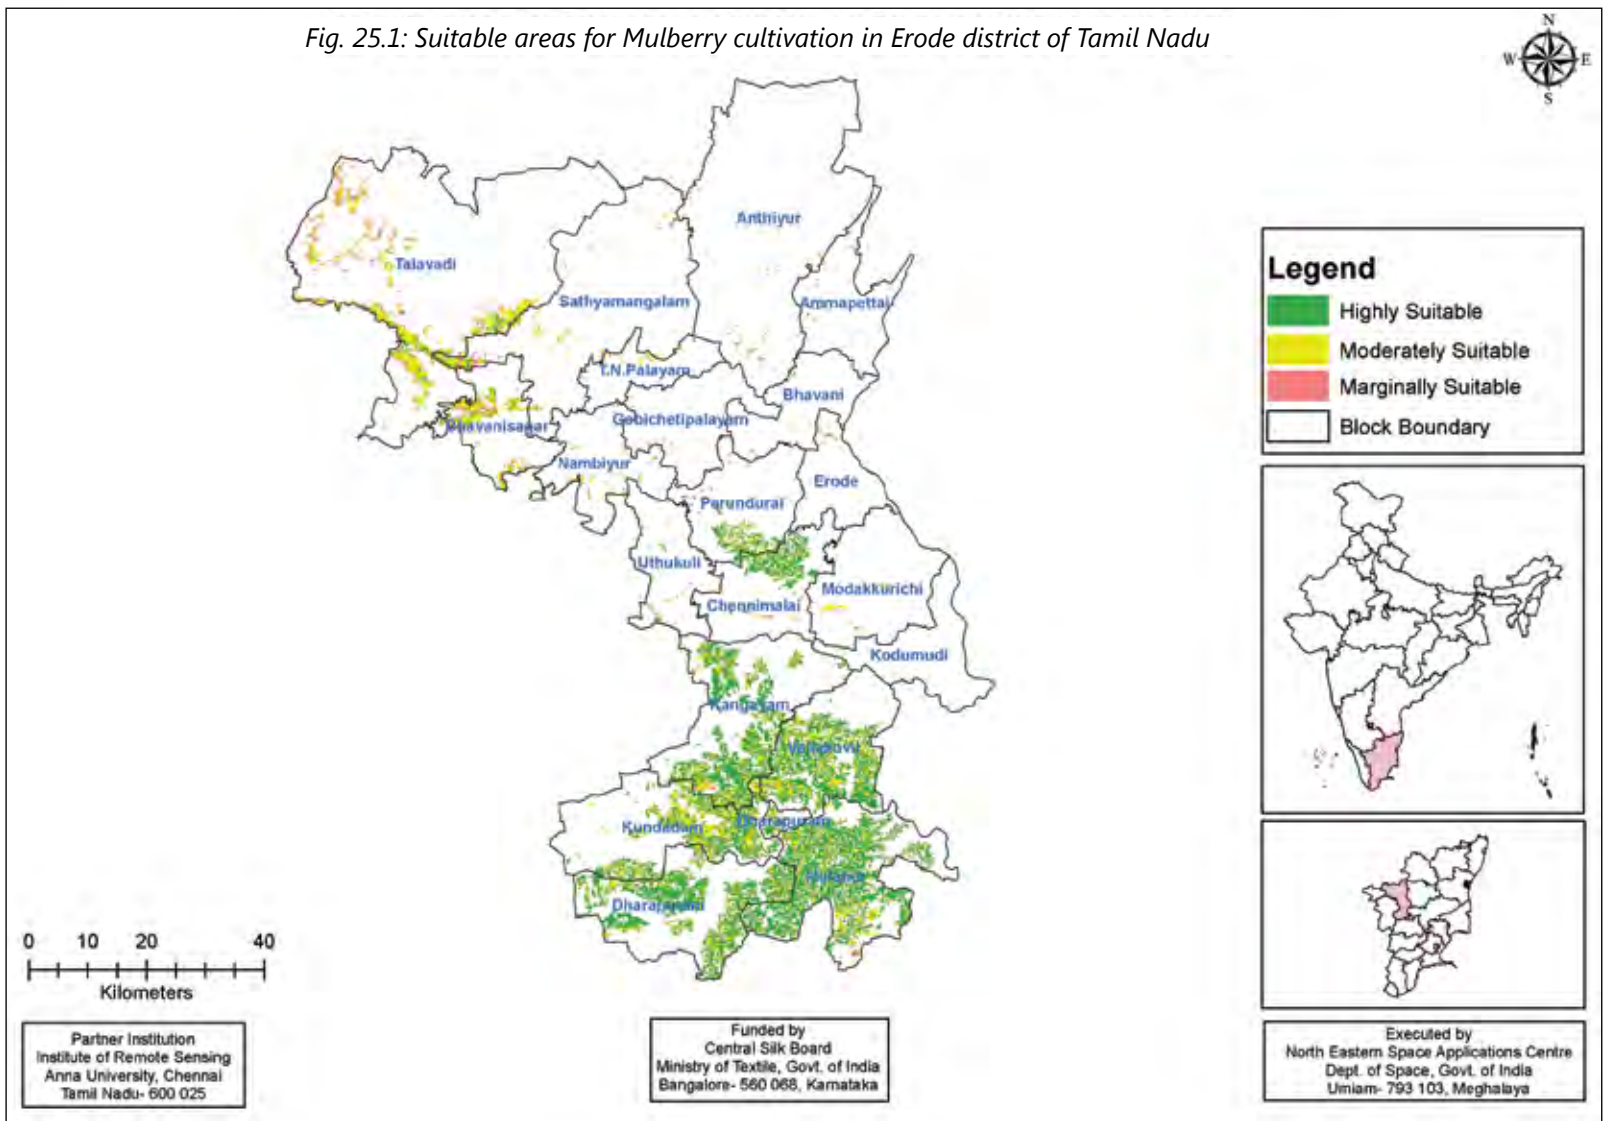 Fig. 25.1: Suitable areas for Mulberry cultivation in Erode district of Tamil Nadu
N
W E
S
Anthiyur
Talavadi
Sathyamangalam
Ammapettai
T.N.Palayam
Bhavani
Gobichetipalayam
Bhavanisagar
Nambiyur
Erode
Perundurai
Uthukuli
Modakkurichi
Chennimalai
Kodumudi
Kangayam
Kundadam
Dharapuram
Dharapuram
Legend
Highly Suitable
Moderately Suitable
Marginally Suitable
Block Boundary
0 10 20 40
Kilometers
Partner Institution
Institute of Remote Sensing
Anna University, Chennai
Tamil Nadu- 600 025
Funded by
Central Silk Board
Ministry of Textile, Govt. of India
Bangalore- 560 068, Karnataka
Executed by
North Eastern Space Applications Centre
Dept. of Space, Govt. of India
Umiam- 793 103, Meghalaya